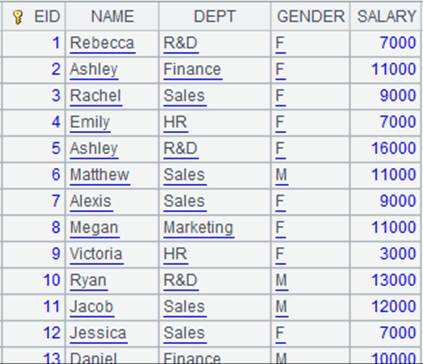 EID NAME DEPT GENDER SALARY
1 Rebecca R&D F 7000
2 Ashley Finance F 11000
3 Rachel Sales F 9000
4 Emily HR F 7000
5 Ashley R&D F 16000
6 Matthew Sales M 11000
7 Alexis Sales F 9000
8 Megan Marketing F 11000
9 Victoria HR F 3000
10 Ryan R&D M 13000
11 Jacob Sales M 12000
12 Jessica Sales F 7000
13 Daniel Finance M 10000